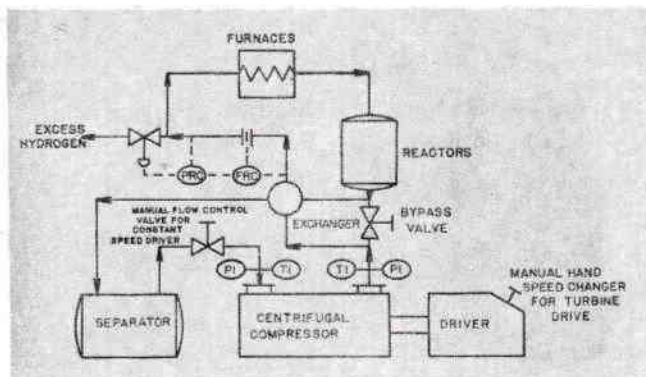 FURNACES
EXCESS
HYDROGEN
PRC
FRC
REACTORS
MANUAL FLOW CONTROL
VALVE FOR
CONSTANT
SPEED DRIVER
EXCHANGER
BYPASS
VALVE
PI
TI
TI
PI
MANUAL HAND
SPEED CHANGER
FOR TURBINE
DRIVE
SEPARATOR
CENTRIFUGAL
COMPRESSOR
DRIVER